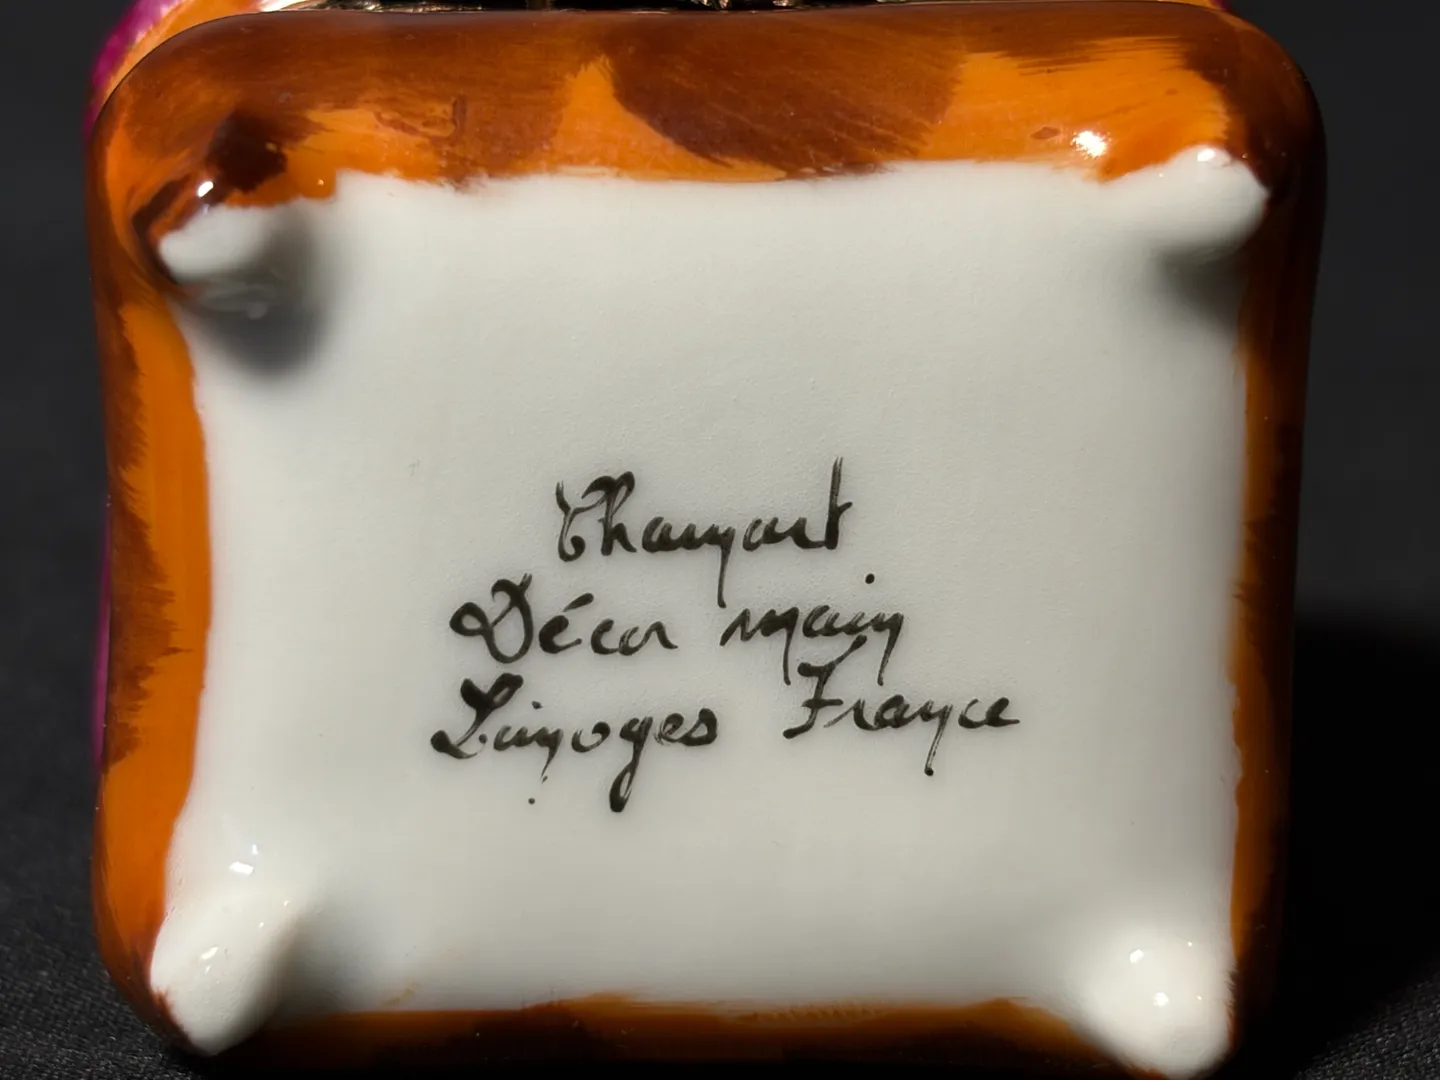 Chamart
Décor main
Limoges France